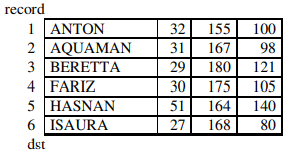 record
1 ANTON 32 155 100
2 AQUAMAN 31 167 98
3 BERETTA 29 180 121
4 FARIZ 30 175 105
5 HASNAN 51 164 140
6 ISAURA 27 168 80
dst